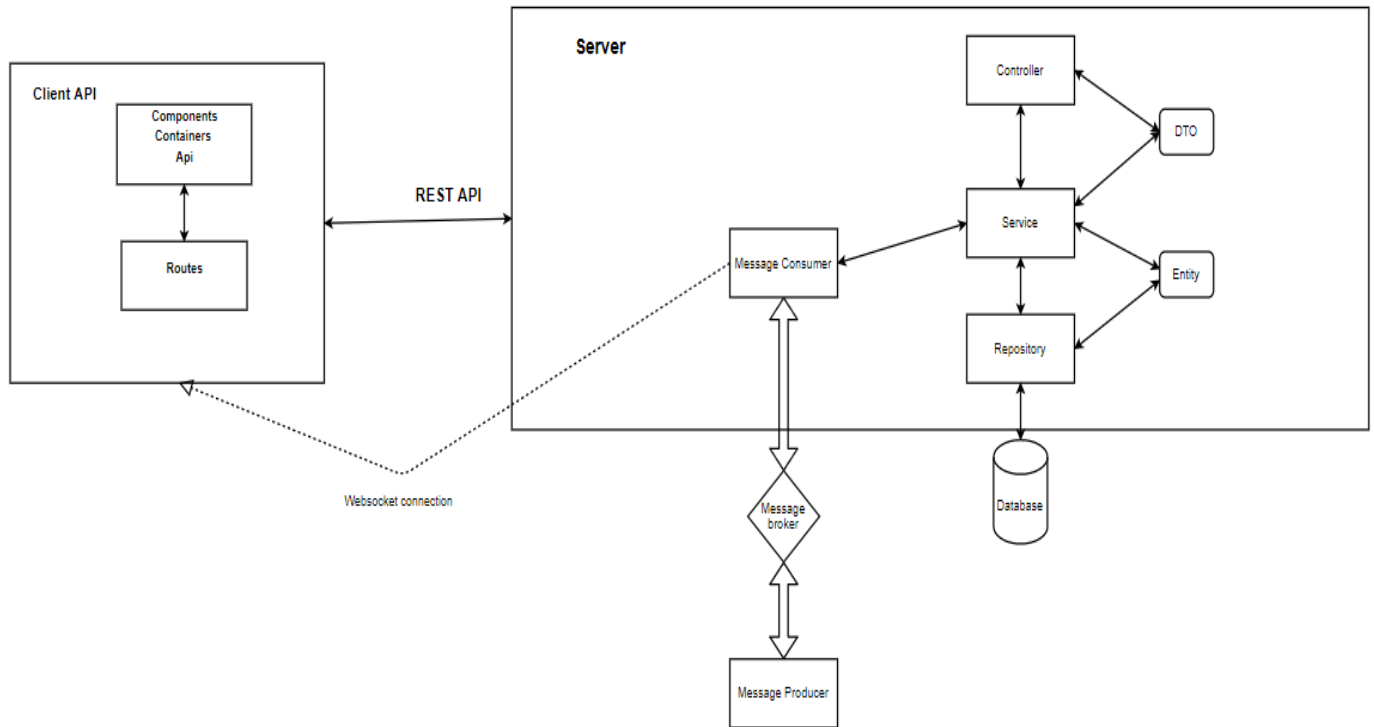 Server
Client API
Components
Containers
Api
Routes
REST API
Controller
DTO
Service
Message Consumer
Entity
Repository
Websocket connection
Message
broker
Database
Message Producer